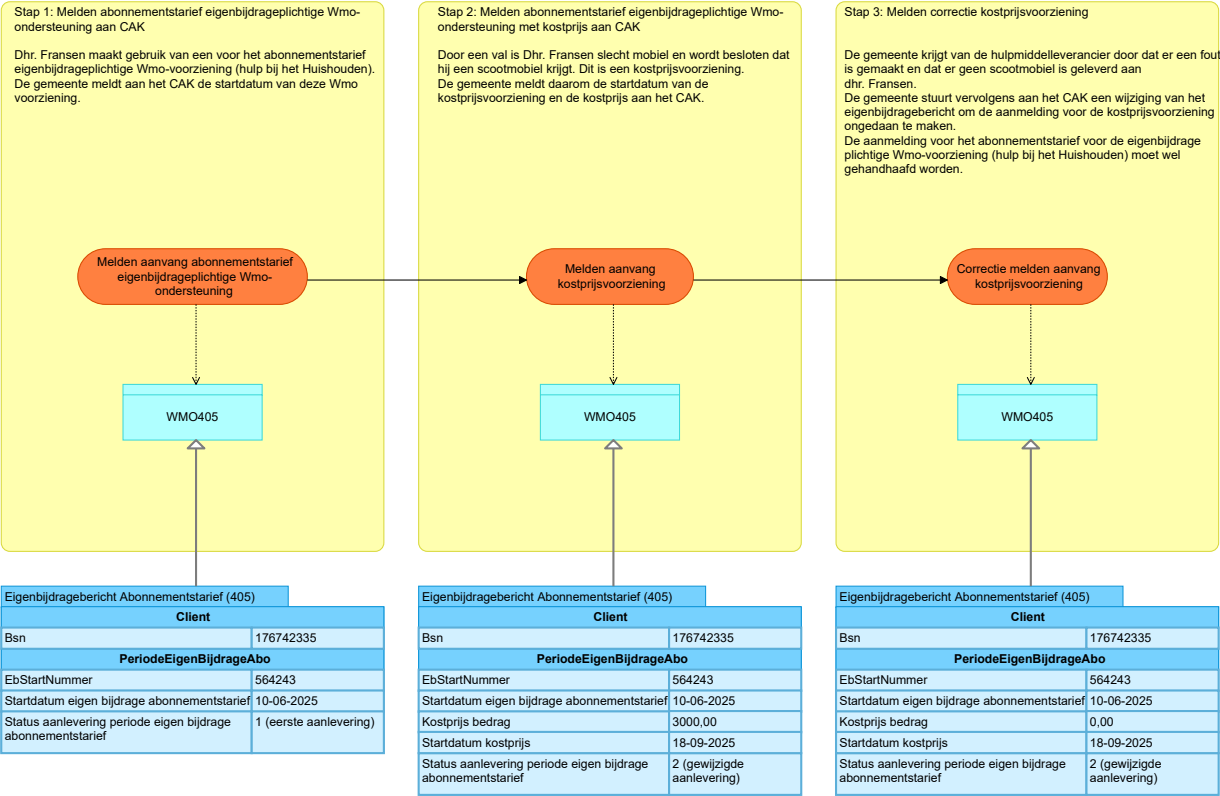 Stap 1: Melden abonnementstarief eigenbijdrageplichtige Wmo-
ondersteuning aan CAK
Dhr. Fransen maakt gebruik van een voor het abonnementstarief
eigenbijdrageplichtige Wmo-voorziening (hulp bij het Huishouden).
De gemeente meldt aan het CAK de startdatum van deze Wmo
voorziening.
Melden aanvang abonnementstarief
eigenbijdrageplichtige Wmo-
ondersteuning
WMO405
Eigenbijdragebericht Abonnementstarief (405)
Client
Bsn 176742335
PeriodeEigenBijdrageAbo
EbStartNummer 564243
Startdatum eigen bijdrage abonnementstarief 10-06-2025
Status aanlevering periode eigen bijdrage 1 (eerste aanlevering)
abonnementstarief
Stap 2: Melden abonnementstarief eigenbijdrageplichtige Wmo-
ondersteuning met kostprijs aan CAK
Door een val is Dhr. Fransen slecht mobiel en wordt besloten dat
hij een scootmobiel krijgt. Dit is een kostprijsvoorziening.
De gemeente meldt daarom de startdatum van de
kostprijsvoorziening en de kostprijs aan het CAK.
Melden aanvang
kostprijsvoorziening
WMO405
Eigenbijdragebericht Abonnementstarief (405)
Client
Bsn 176742335
PeriodeEigenBijdrageAbo
EbStartNummer 564243
Startdatum eigen bijdrage abonnementstarief 10-06-2025
Kostprijs bedrag 3000,00
Startdatum kostprijs 18-09-2025
Status aanlevering periode eigen bijdrage 2 (gewijzigde
abonnementstarief aanlevering)
Stap 3: Melden correctie kostprijsvoorziening
De gemeente krijgt van de hulpmiddelleverancier door dat er een fout
is gemaakt en dat er geen scootmobiel is geleverd aan
dhr. Fransen.
De gemeente stuurt vervolgens aan het CAK een wijziging van het
eigenbijdragebericht om de aanmelding voor de kostprijsvoorziening
ongedaan te maken.
De aanmelding voor het abonnementstarief voor de eigenbijdrage
plichtige Wmo-voorziening (hulp bij het Huishouden) moet wel
gehandhaafd worden.
Correctie melden aanvang
kostprijsvoorziening
WMO405
Eigenbijdragebericht Abonnementstarief (405)
Client
Bsn 176742335
PeriodeEigenBijdrageAbo
EbStartNummer 564243
Startdatum eigen bijdrage abonnementstarief 10-06-2025
Kostprijs bedrag 0,00
Startdatum kostprijs 18-09-2025
Status aanlevering periode eigen bijdrage 2 (gewijzigde
abonnementstarief aanlevering)